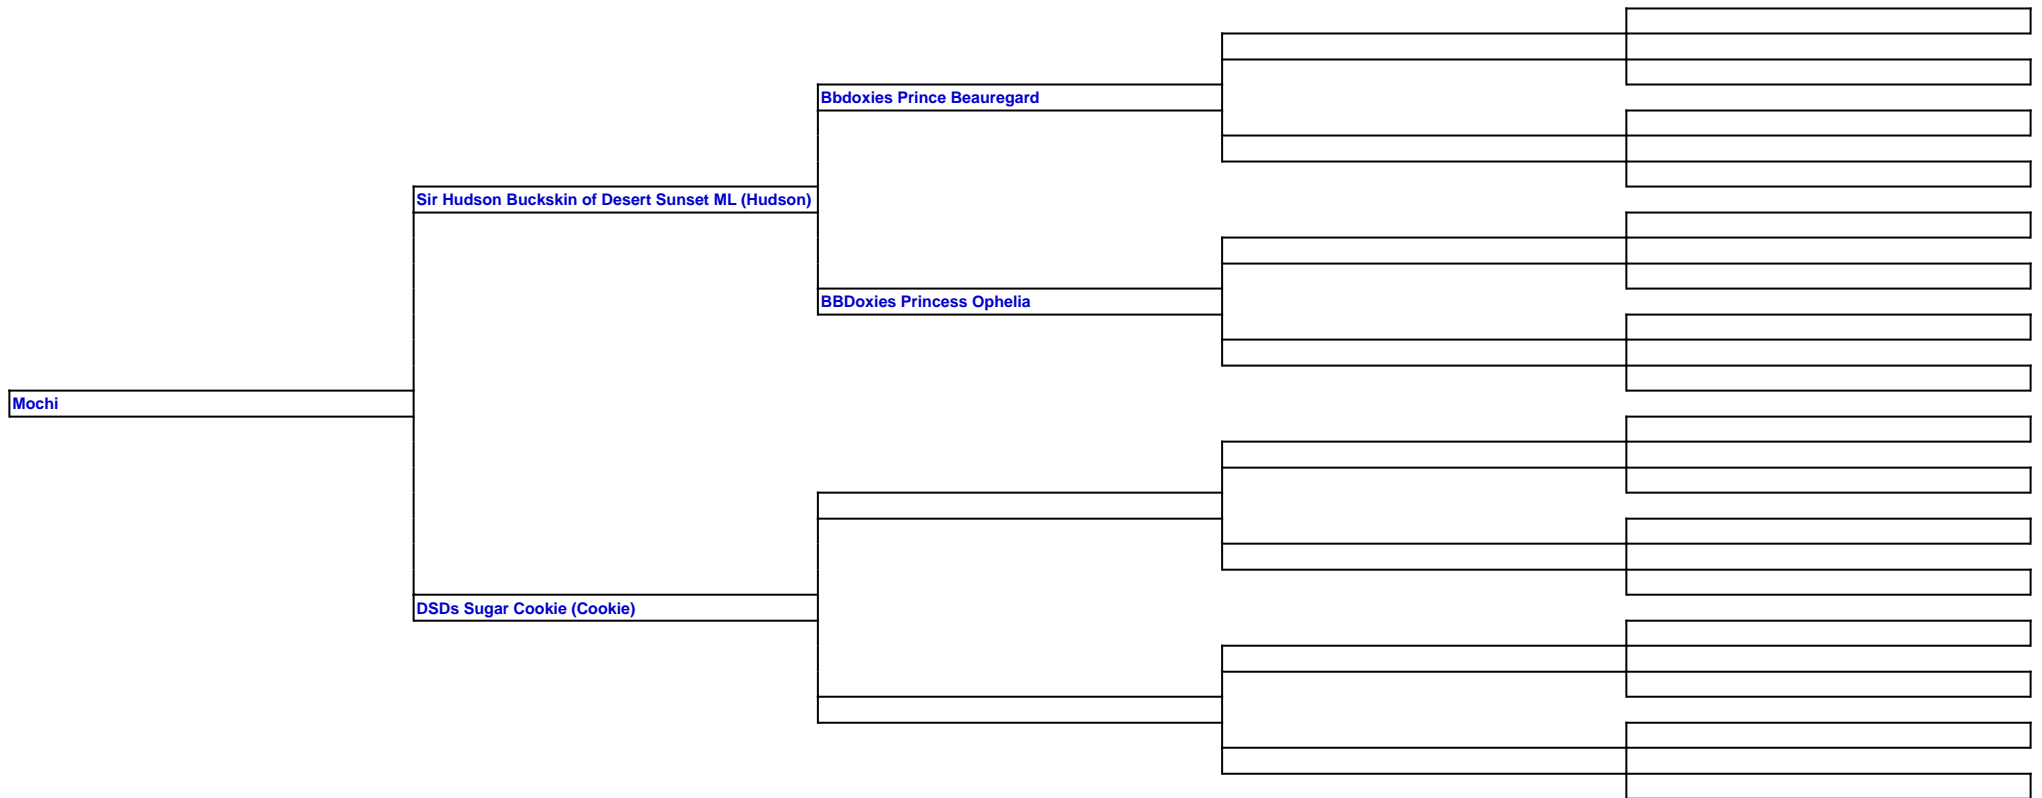 Bbdoxies Prince Beauregard
Sir Hudson Buckskin of Desert Sunset ML (Hudson)
BBDoxies Princess Ophelia
Mochi
DSDs Sugar Cookie (Cookie)